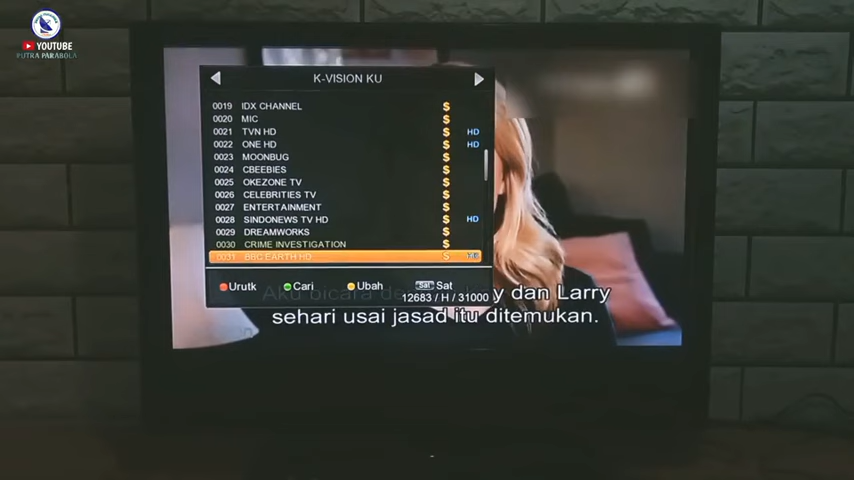 YOUTUBE
PUTRA PARABOLA
K-VISION KU
0019 IDX CHANNEL $
0020 MIC $
0021 TVN HD $ HD
0022 ONE HD $ HD
0023 MOONBUG $
0024 CBEEBIES $
0025 OKEZONE TV $
0026 CELEBRITIES TV $
0027 ENTERTAINMENT $
0028 SINDONEWS TV HD $ HD
0029 DREAMWORKS $
0030 CRIME INVESTIGATION $
0031 BBC EARTH HD $
Urutk Cari Ubah Sat Sat
12683 / H / 31000
Aku bicara dan Larry
sehari usai jasad itu ditemukan.